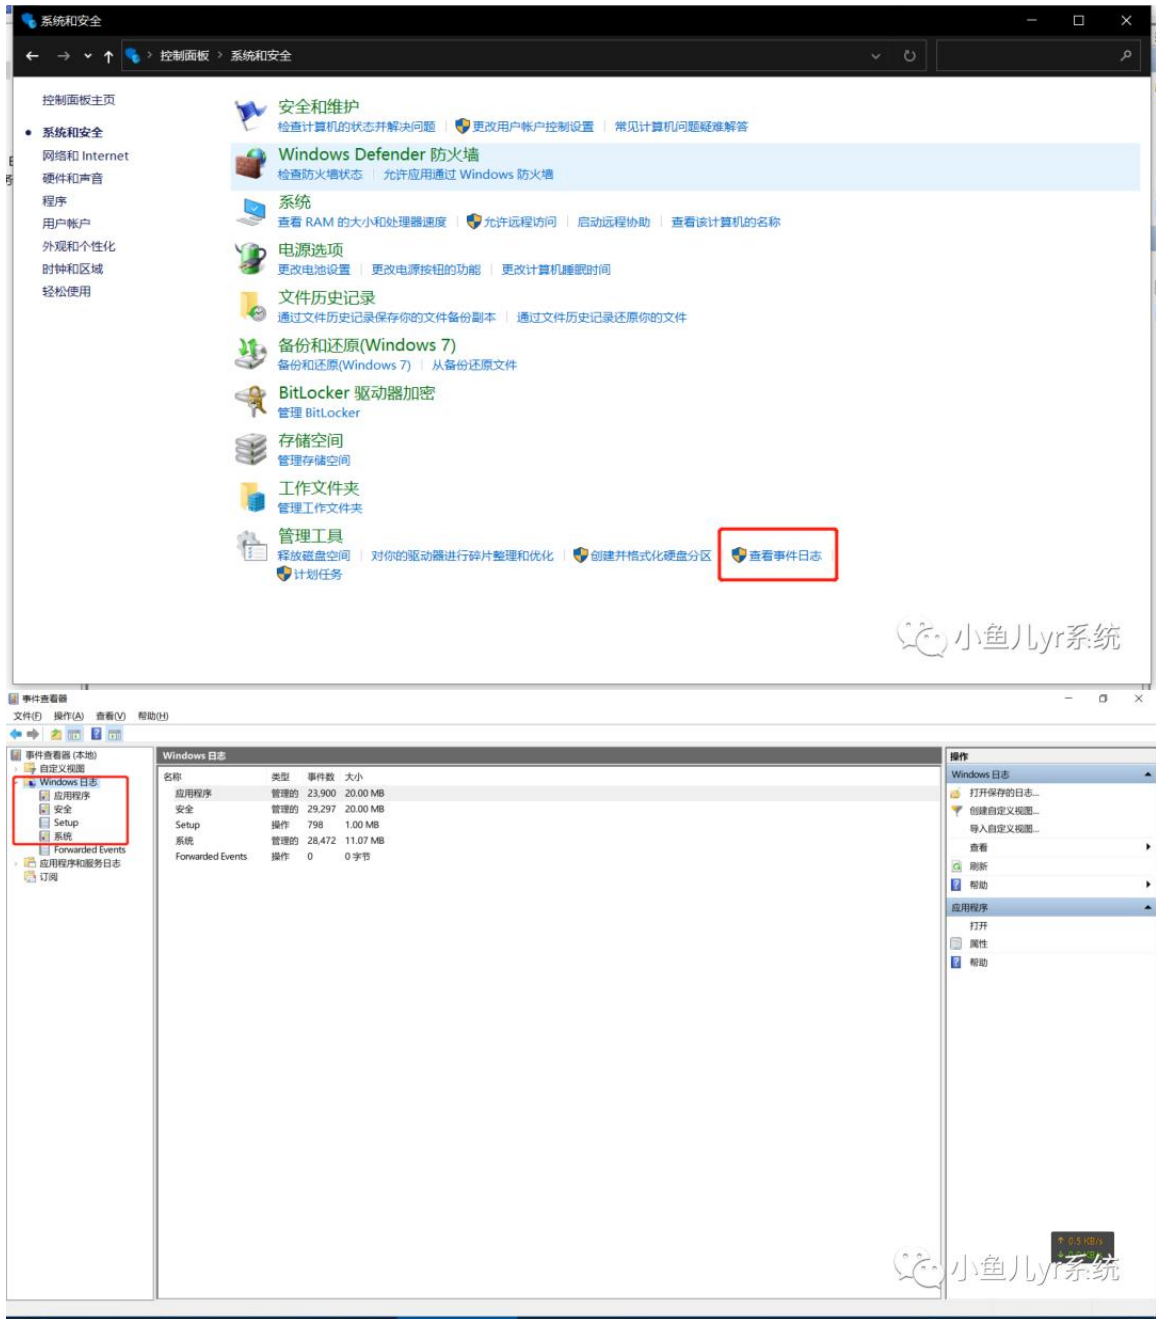 系统和安全
控制面板 > 系统和安全
控制面板主页
系统和安全
网络和 Internet
硬件和声音
程序
用户帐户
外观和个性化
时钟和区域
轻松使用
安全和维护
检查计算机的状态并解决问题 更改用户帐户控制设置 常见计算机问题疑难解答
Windows Defender 防火墙
检查防火墙状态 允许应用通过 Windows 防火墙
系统
查看 RAM 的大小和处理器速度 允许远程访问 启动远程协助 查看该计算机的名称
电源选项
更改电池设置 更改电源按钮的功能 更改计算机睡眠时间
文件历史记录
通过文件历史记录保存你的文件备份副本 通过文件历史记录还原你的文件
备份和还原(Windows 7)
备份和还原(Windows 7) 从备份还原文件
BitLocker 驱动器加密
管理 BitLocker
存储空间
管理存储空间
工作文件夹
管理工作文件夹
管理工具
释放磁盘空间 对你的驱动器进行碎片整理和优化 创建并格式化硬盘分区 查看事件日志
计划任务
小鱼儿yr系统
事件查看器
文件(F) 操作(A) 查看(V) 帮助(H)
事件查看器 (本地)
自定义视图
Windows 日志
应用程序
安全
Setup
系统
Forwarded Events
应用程序和服务日志
订阅
Windows 日志
名称 类型 事件数 大小
应用程序 管理的 23,900 20.00 MB
安全 管理的 29,297 20.00 MB
Setup 操作 798 1.00 MB
系统 管理的 28,472 11.07 MB
Forwarded Events 操作 0 0 字节
操作
Windows 日志
打开保存的日志...
创建自定义视图...
导入自定义视图...
查看
刷新
帮助
应用程序
打开
属性
帮助
↑ 0.5 KB/s
小鱼儿yr系统